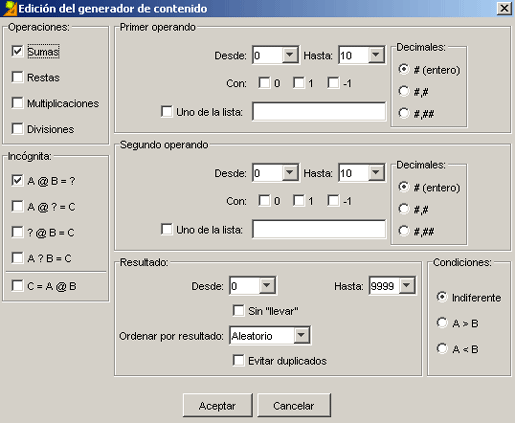 Edición del generador de contenido
Operaciones:
Sumas
Restas
Multiplicaciones
Divisiones
Incógnita:
A @ B = ?
A @ ? = C
? @ B = C
A ? B = C
C = A @ B
Primer operando
Desde: 0 Hasta: 10
Con: 0 1 -1
Uno de la lista:
Decimales:
# (entero)
#,#
#,##
Segundo operando
Desde: 0 Hasta: 10
Con: 0 1 -1
Uno de la lista:
Decimales:
# (entero)
#,#
#,##
Resultado:
Desde: 0 Hasta: 9999
Sin "llevar"
Ordenar por resultado: Aleatorio
Evitar duplicados
Condiciones:
Indiferente
A > B
A < B
Aceptar Cancelar